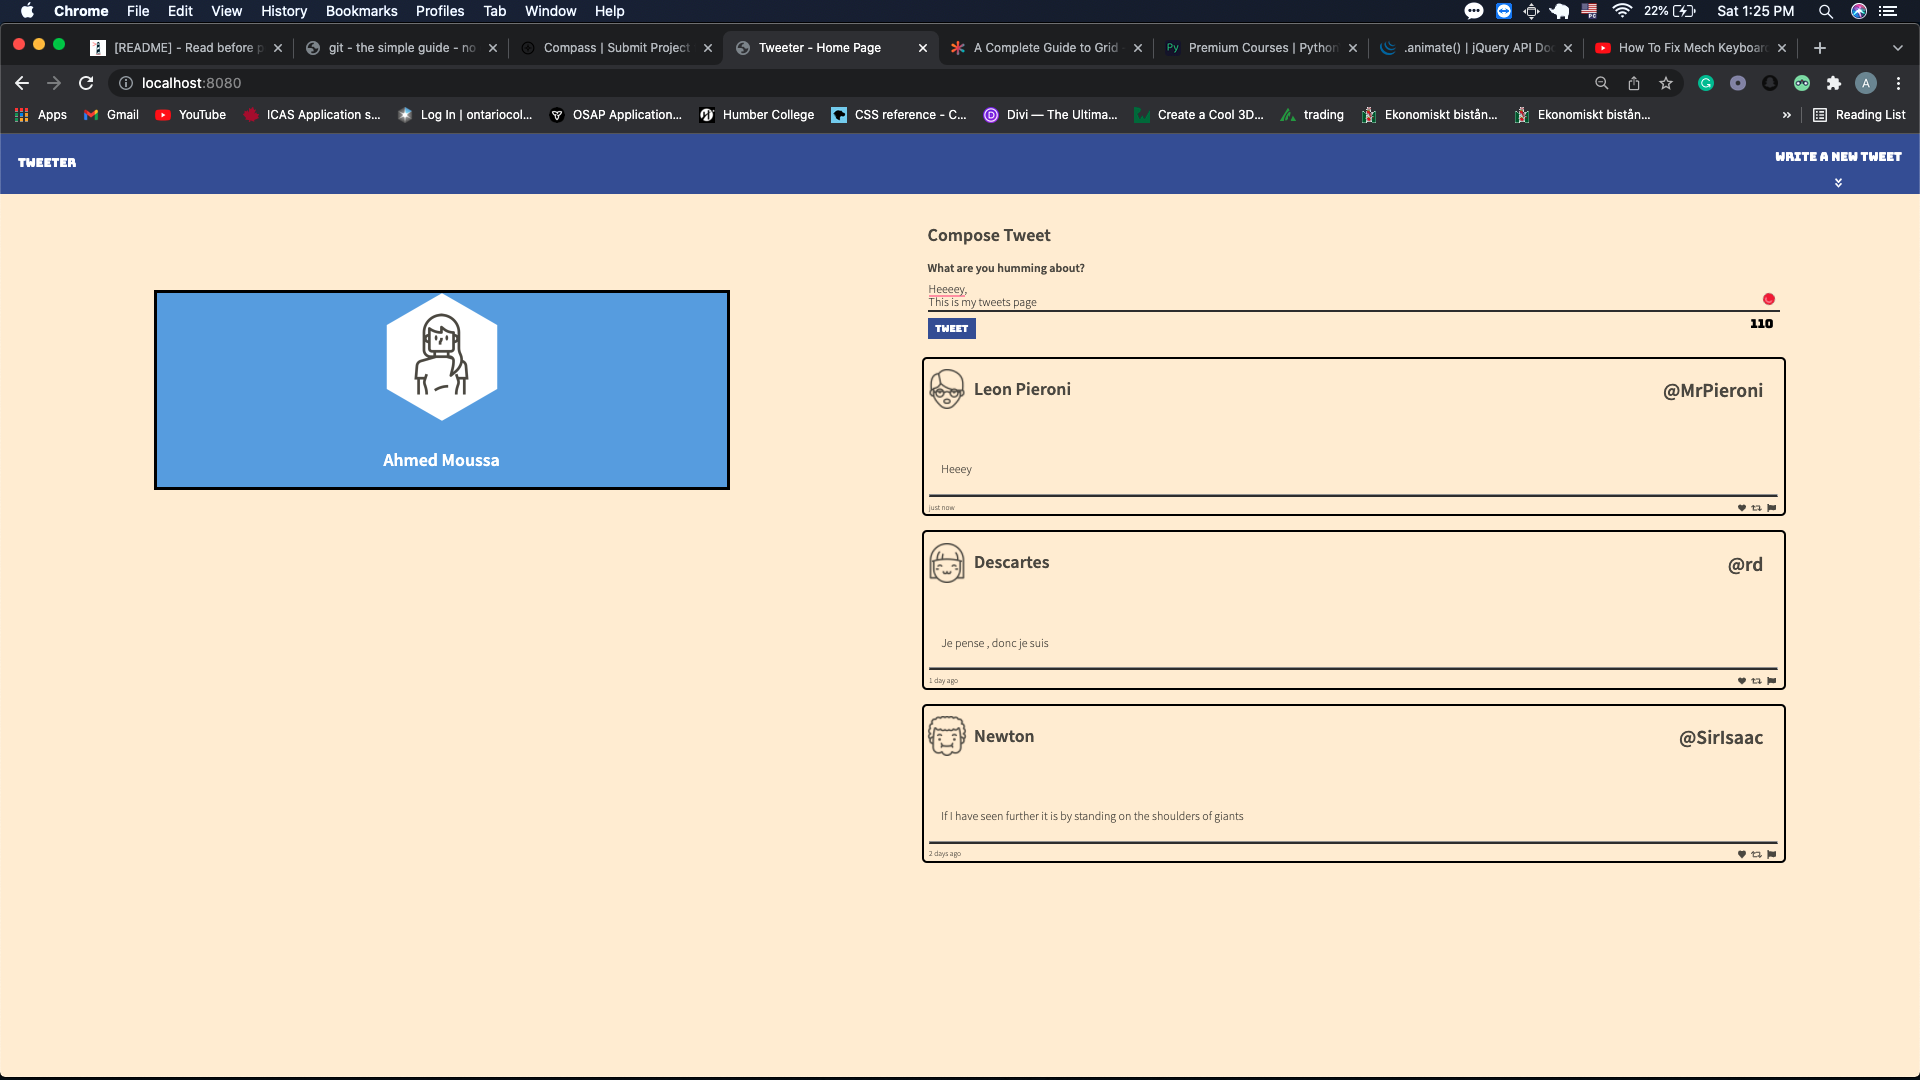 Chrome File Edit View History Bookmarks Profiles Tab Window Help 22% Sat 1:25 PM
[README] - Read before p git - the simple guide - no Compass | Submit Project Tweeter - Home Page A Complete Guide to Grid Premium Courses | Python .animate() | jQuery API Do How To Fix Mech Keyboar
localhost:8080 A
Apps Gmail YouTube ICAS Application s... Log In | ontariocol... OSAP Application... Humber College CSS reference - C... Divi — The Ultima... Create a Cool 3D... trading Ekonomiskt bistån... Ekonomiskt bistån... » Reading List
TWEETER
WRITE A NEW TWEET
Compose Tweet
What are you humming about?
Heeeey,
This is my tweets page
TWEET 110
Ahmed Moussa
Leon Pieroni @MrPieroni
Heeey
just now
Descartes @rd
Je pense , donc je suis
1 day ago
Newton @SirIsaac
If I have seen further it is by standing on the shoulders of giants
2 days ago